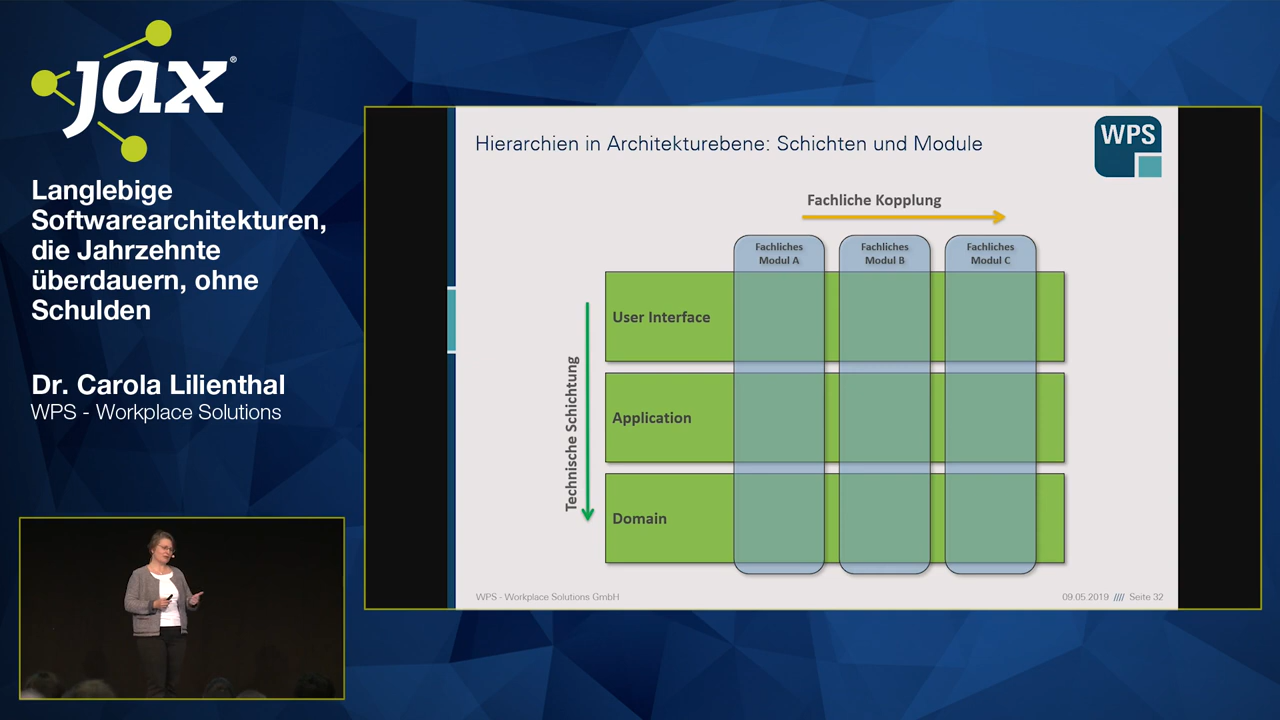 jax®
Langlebige
Softwarearchitekturen,
die Jahrzehnte
überdauern, ohne
Schulden
Dr. Carola Lilienthal
WPS - Workplace Solutions
Hierarchien in Architekturebene: Schichten und Module
WPS
Fachliche Kopplung
Fachliches
Modul A
Fachliches
Modul B
Fachliches
Modul C
Technische Schichtung
User Interface
Application
Domain
WPS - Workplace Solutions GmbH
09.05.2019 //// Seite 32